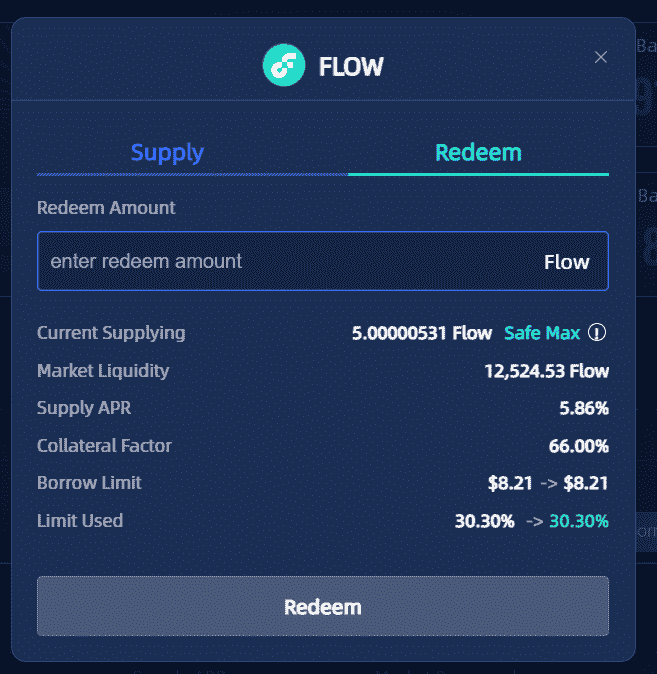 FLOW
Supply Redeem
Redeem Amount
enter redeem amount Flow
Current Supplying 5.00000531 Flow Safe Max
Market Liquidity 12,524.53 Flow
Supply APR 5.86%
Collateral Factor 66.00%
Borrow Limit $8.21 -> $8.21
Limit Used 30.30% -> 30.30%
Redeem